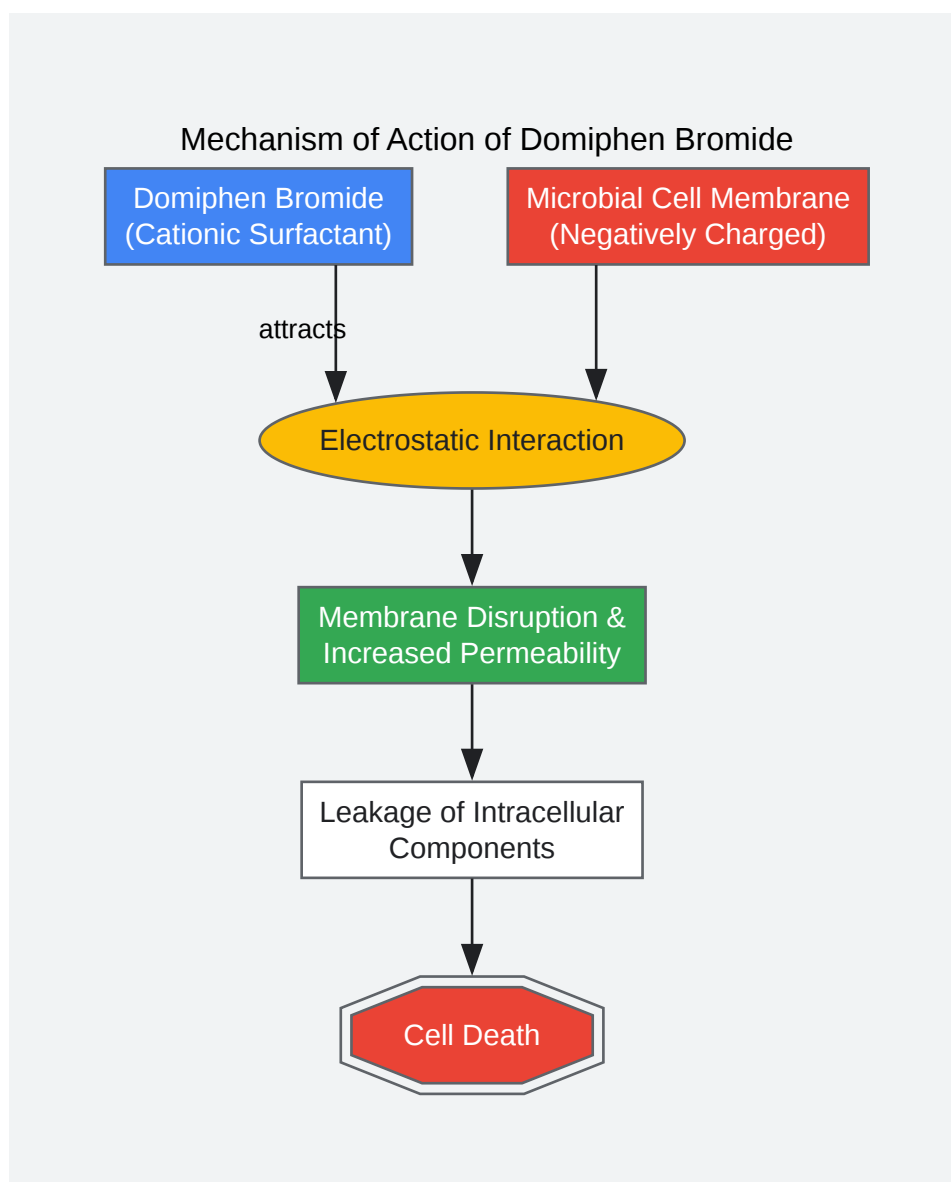 Mechanism of Action of Domiphen Bromide
Domiphen Bromide
(Cationic Surfactant)
Microbial Cell Membrane
(Negatively Charged)
attracts
Electrostatic Interaction
Membrane Disruption &
Increased Permeability
Leakage of Intracellular
Components
Cell Death